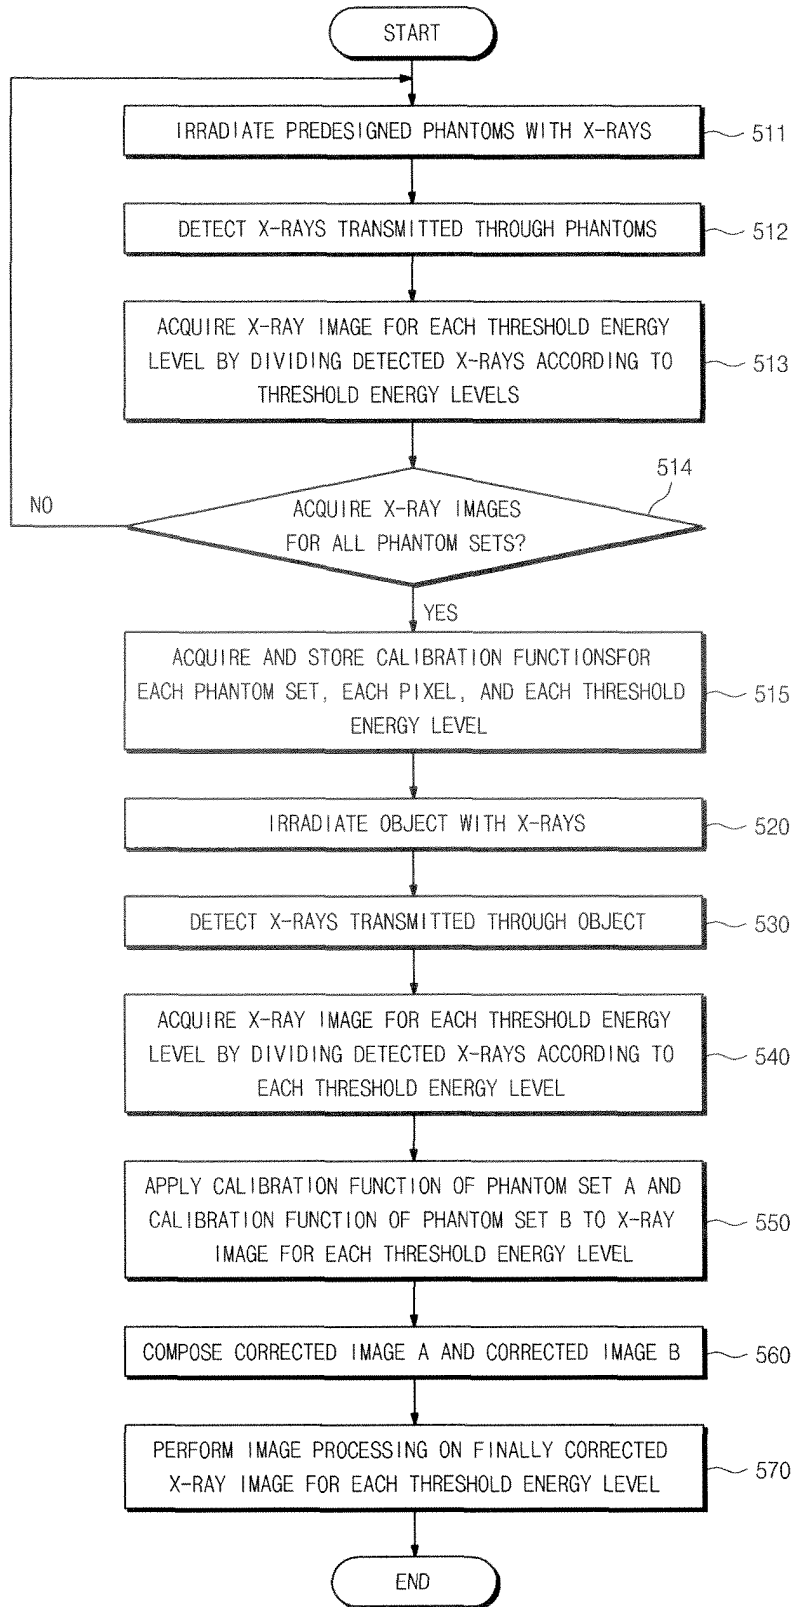 START
IRRADIATE PREDESIGNED PHANTOMS WITH X-RAYS
511
DETECT X-RAYS TRANSMITTED THROUGH PHANTOMS
512
ACQUIRE X-RAY IMAGE FOR EACH THRESHOLD ENERGY
LEVEL BY DIVIDING DETECTED X-RAYS ACCORDING TO
THRESHOLD ENERGY LEVELS
513
514
NO
ACQUIRE X-RAY IMAGES
FOR ALL PHANTOM SETS?
YES
ACQUIRE AND STORE CALIBRATION FUNCTIONSFOR
EACH PHANTOM SET, EACH PIXEL, AND EACH THRESHOLD
ENERGY LEVEL
515
IRRADIATE OBJECT WITH X-RAYS
520
DETECT X-RAYS TRANSMITTED THROUGH OBJECT
530
ACQUIRE X-RAY IMAGE FOR EACH THRESHOLD ENERGY
LEVEL BY DIVIDING DETECTED X-RAYS ACCORDING TO
EACH THRESHOLD ENERGY LEVEL
540
APPLY CALIBRATION FUNCTION OF PHANTOM SET A AND
CALIBRATION FUNCTION OF PHANTOM SET B TO X-RAY
IMAGE FOR EACH THRESHOLD ENERGY LEVEL
550
COMPOSE CORRECTED IMAGE A AND CORRECTED IMAGE B
560
PERFORM IMAGE PROCESSING ON FINALLY CORRECTED
X-RAY IMAGE FOR EACH THRESHOLD ENERGY LEVEL
570
END